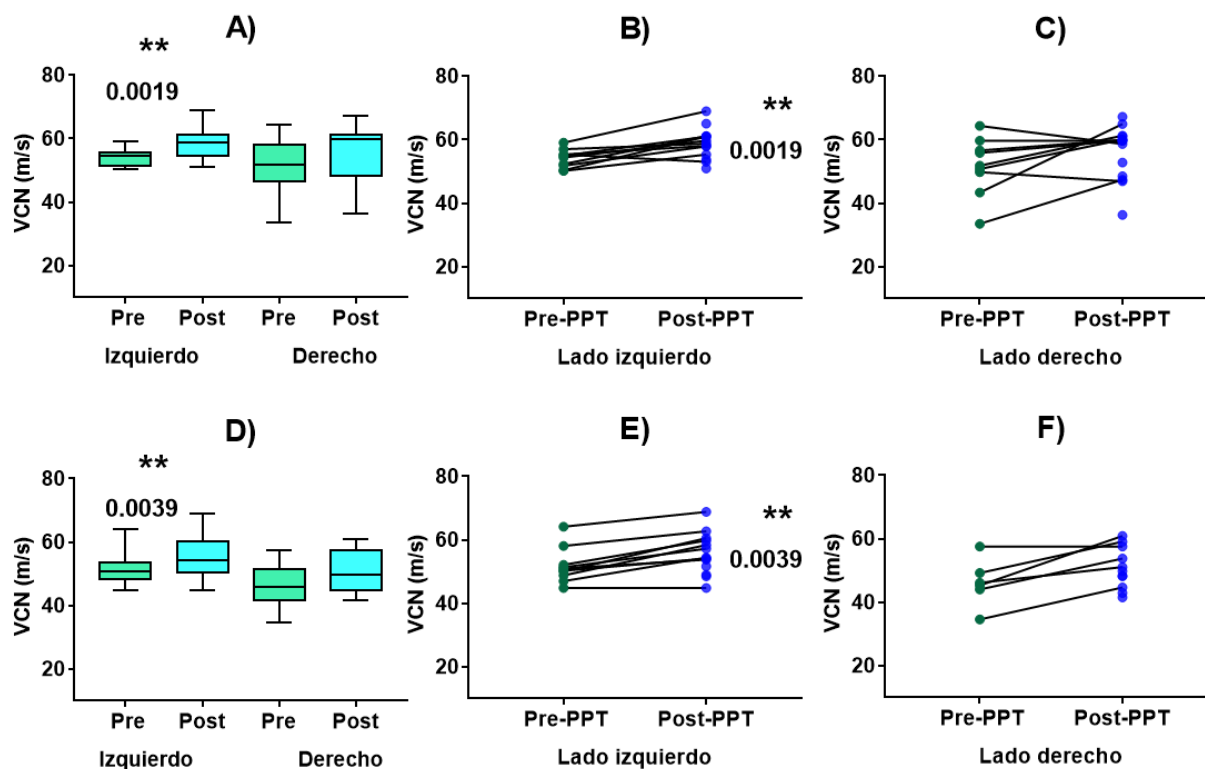 A)
**
0.0019
VCN (m/s)
80
60
40
20
Pre Post Pre Post
Izquierdo Derecho
B)
**
0.0019
VCN (m/s)
80
60
40
20
Pre-PPT Post-PPT
Lado izquierdo
C)
VCN (m/s)
80
60
40
20
Pre-PPT Post-PPT
Lado derecho
D)
**
0.0039
VCN (m/s)
80
60
40
20
Pre Post Pre Post
Izquierdo Derecho
E)
**
0.0039
VCN (m/s)
80
60
40
20
Pre-PPT Post-PPT
Lado izquierdo
F)
VCN (m/s)
80
60
40
20
Pre-PPT Post-PPT
Lado derecho